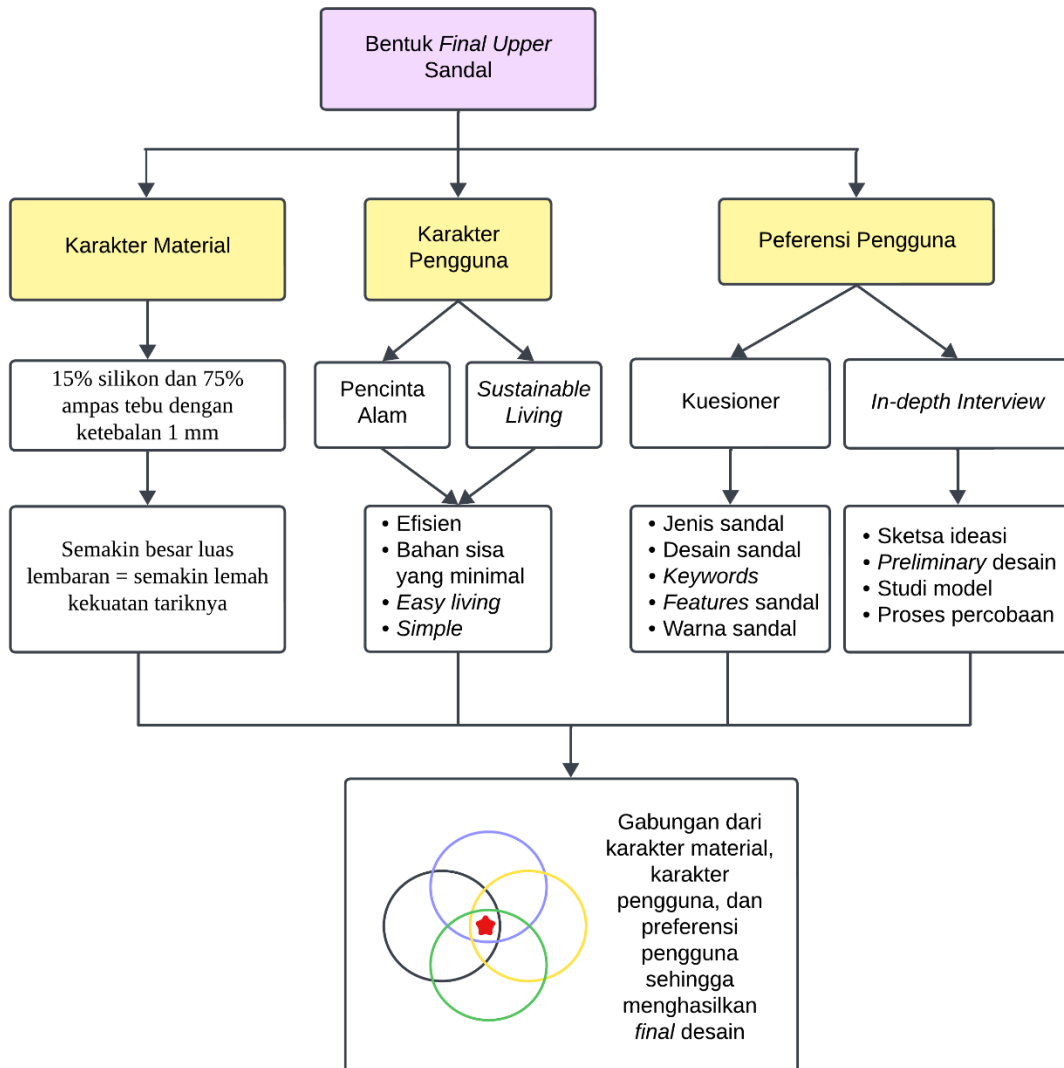 Bentuk Final Upper
Sandal
Karakter Material
Karakter
Pengguna
Peferensi Pengguna
15% silikon dan 75%
ampas tebu dengan
ketebalan 1 mm
Pencinta
Alam
Sustainable
Living
Kuesioner
In-depth Interview
Semakin besar luas
lembaran = semakin lemah
kekuatan tariknya
• Efisien
• Bahan sisa
yang minimal
• Easy living
• Simple
• Jenis sandal
• Desain sandal
• Keywords
• Features sandal
• Warna sandal
• Sketsa ideasi
• Preliminary desain
• Studi model
• Proses percobaan
Gabungan dari
karakter material,
karakter
pengguna, dan
preferensi
pengguna
sehingga
menghasilkan
final desain